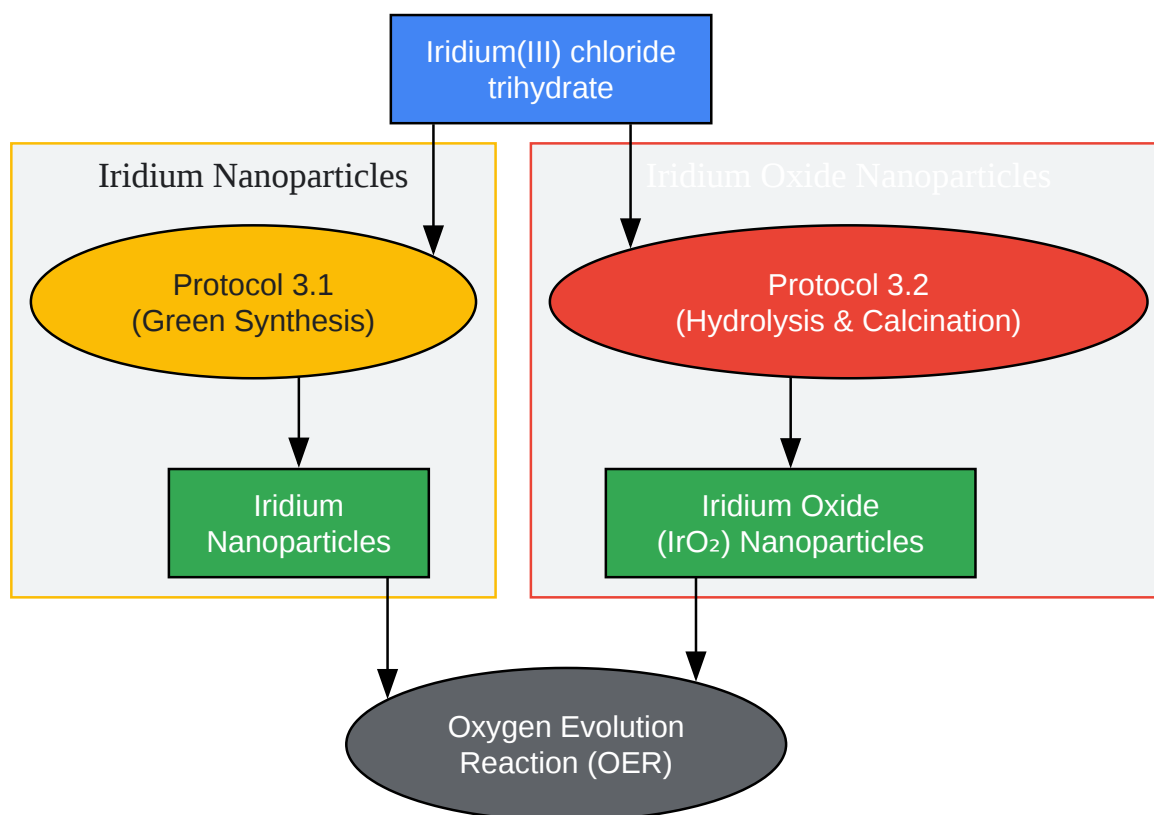 Iridium(III) chloride
trihydrate
Iridium Nanoparticles
Iridium Oxide Nanoparticles
Protocol 3.1
(Green Synthesis)
Protocol 3.2
(Hydrolysis & Calcination)
Iridium
Nanoparticles
Iridium Oxide
(IrO₂) Nanoparticles
Oxygen Evolution
Reaction (OER)